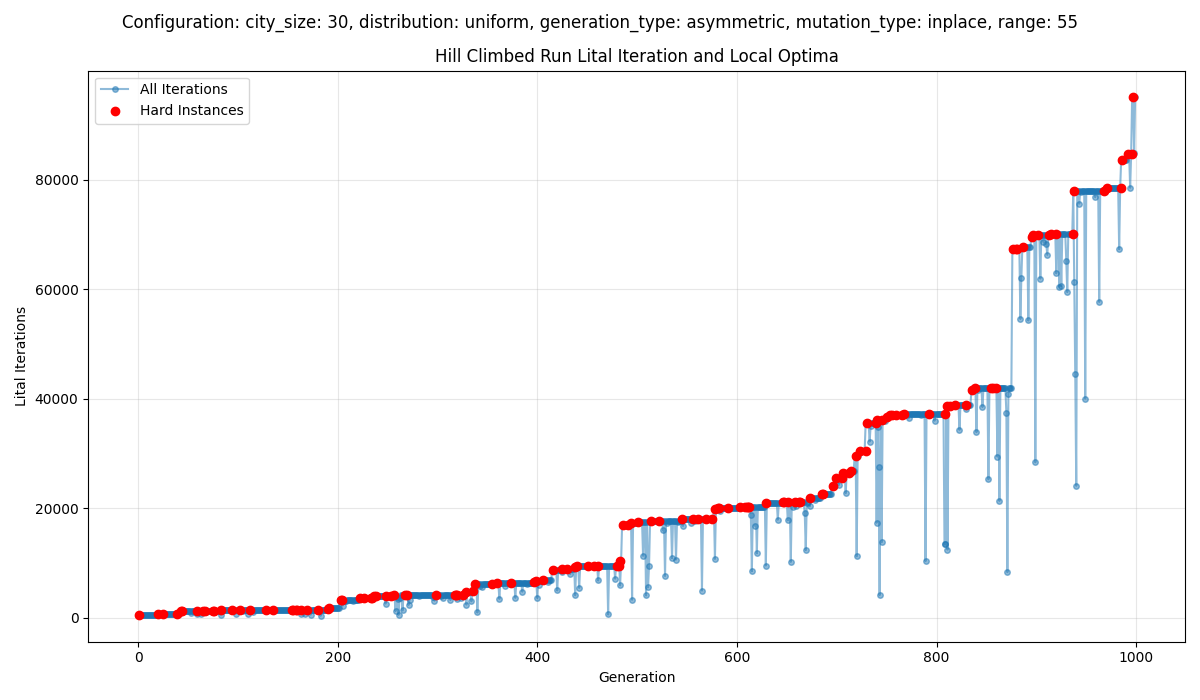 Configuration: city_size: 30, distribution: uniform, generation_type: asymmetric, mutation_type: inplace, range: 55
Hill Climbed Run Lital Iteration and Local Optima
All Iterations
Hard Instances
80000
60000
40000
20000
0
Lital Iterations
0 200 400 600 800 1000
Generation